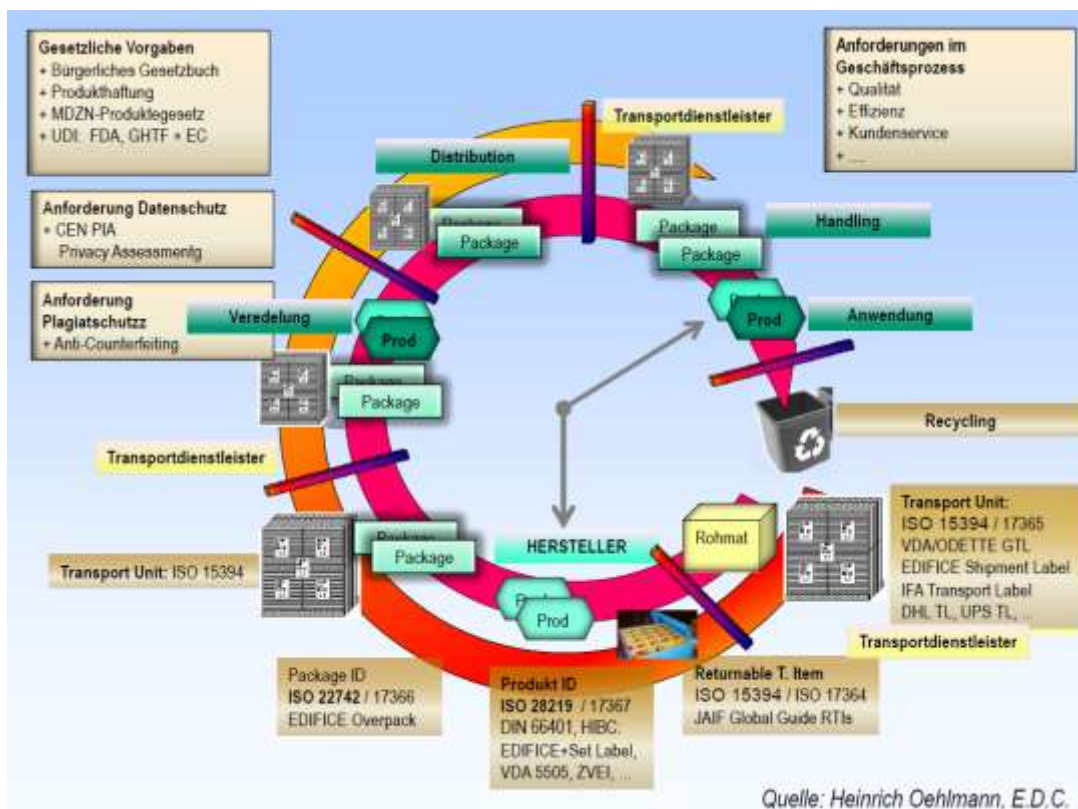 Gesetzliche Vorgaben
+ Bürgerliches Gesetzbuch
+ Produkthaftung
+ MDZN-Produktegesetz
+ UDI: FDA, GHTF + EC
Anforderungen im
Geschäftsprozess
+ Qualität
+ Effizienz
+ Kundenservice
+ ....
Transportdienstleister
Distribution
Anforderung Datenschutz
+ CEN PIA
Privacy Assessmentg
Package
Package
Package
Package
Handling
Anforderung
Plagiatschutzz
+ Anti-Counterfeiting
Veredelung
Prod
Prod
Anwendung
Package
Package
Recycling
Transportdienstleister
Transport Unit: ISO 15394
Package
Package
HERSTELLER
Rohmat
Prod
Transport Unit:
ISO 15394 / 17365
VDA/ODETTE GTL
EDIFICE Shipment Label
IFA Transport Label
DHL TL, UPS TL, ...
Transportdienstleister
Package ID
ISO 22742 / 17366
EDIFICE Overpack
Produkt ID
ISO 28219 / 17367
DIN 66401, HIBC.
EDIFICE+Set Label,
VDA 5505, ZVEI, ...
Returnable T. Item
ISO 15394 / ISO 17364
JAIF Global Guide RTIs
Quelle: Heinrich Oehlmann, E.D.C.